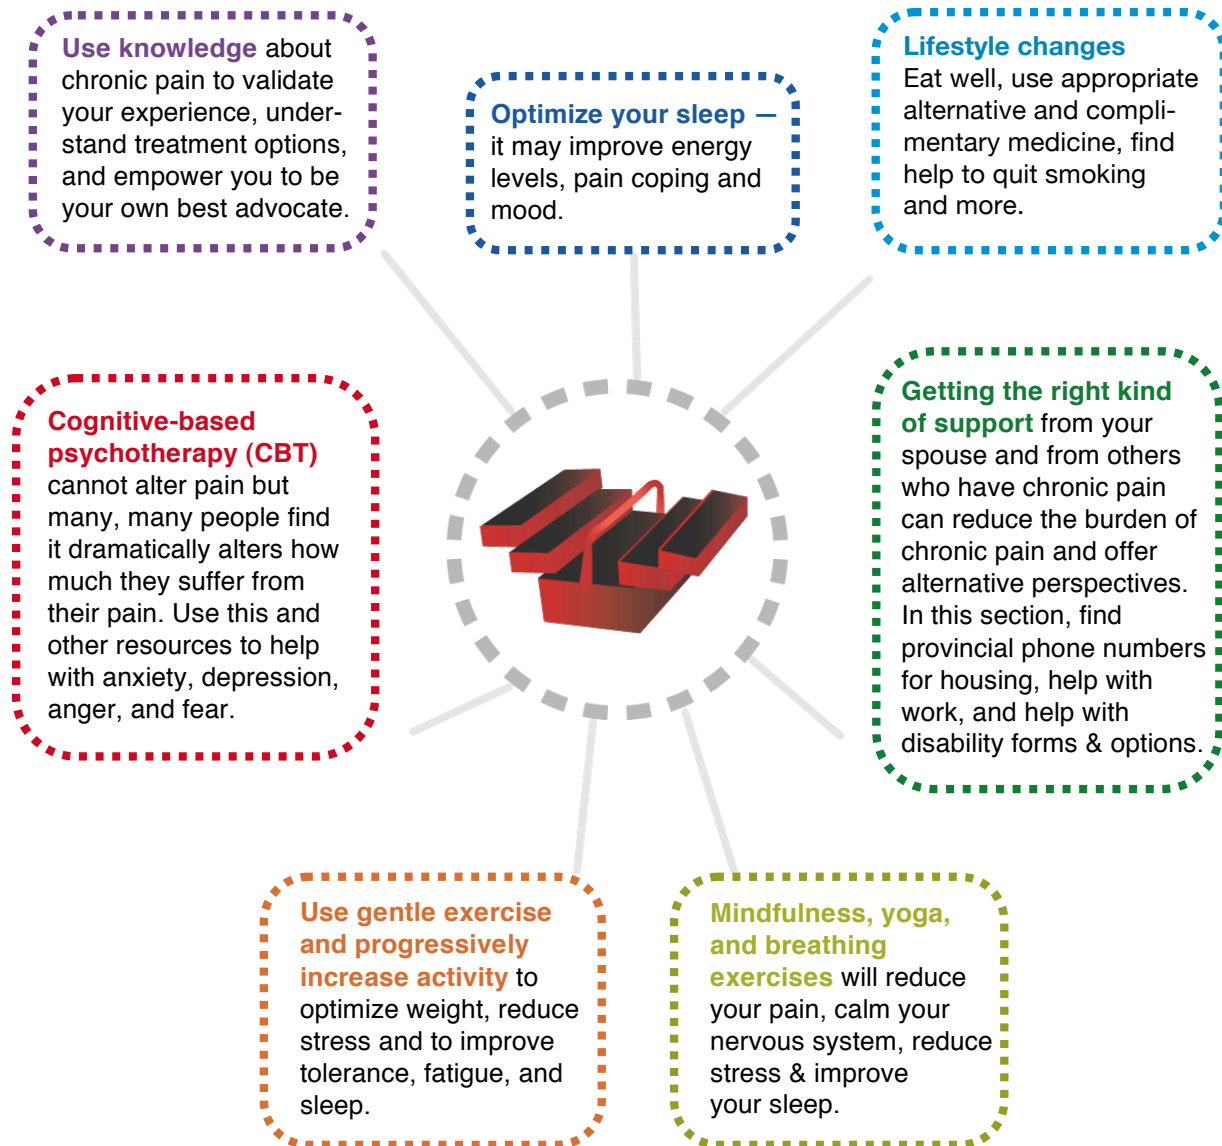 Use knowledge about
chronic pain to validate
your experience, under-
stand treatment options,
and empower you to be
your own best advocate.
Optimize your sleep —
it may improve energy
levels, pain coping and
mood.
Lifestyle changes
Eat well, use appropriate
alternative and compli-
mentary medicine, find
help to quit smoking
and more.
Cognitive-based
psychotherapy (CBT)
cannot alter pain but
many, many people find
it dramatically alters how
much they suffer from
their pain. Use this and
other resources to help
with anxiety, depression,
anger, and fear.
Getting the right kind
of support from your
spouse and from others
who have chronic pain
can reduce the burden of
chronic pain and offer
alternative perspectives.
In this section, find
provincial phone numbers
for housing, help with
work, and help with
disability forms & options.
Use gentle exercise
and progressively
increase activity to
optimize weight, reduce
stress and to improve
tolerance, fatigue, and
sleep.
Mindfulness, yoga,
and breathing
exercises will reduce
your pain, calm your
nervous system, reduce
stress & improve
your sleep.